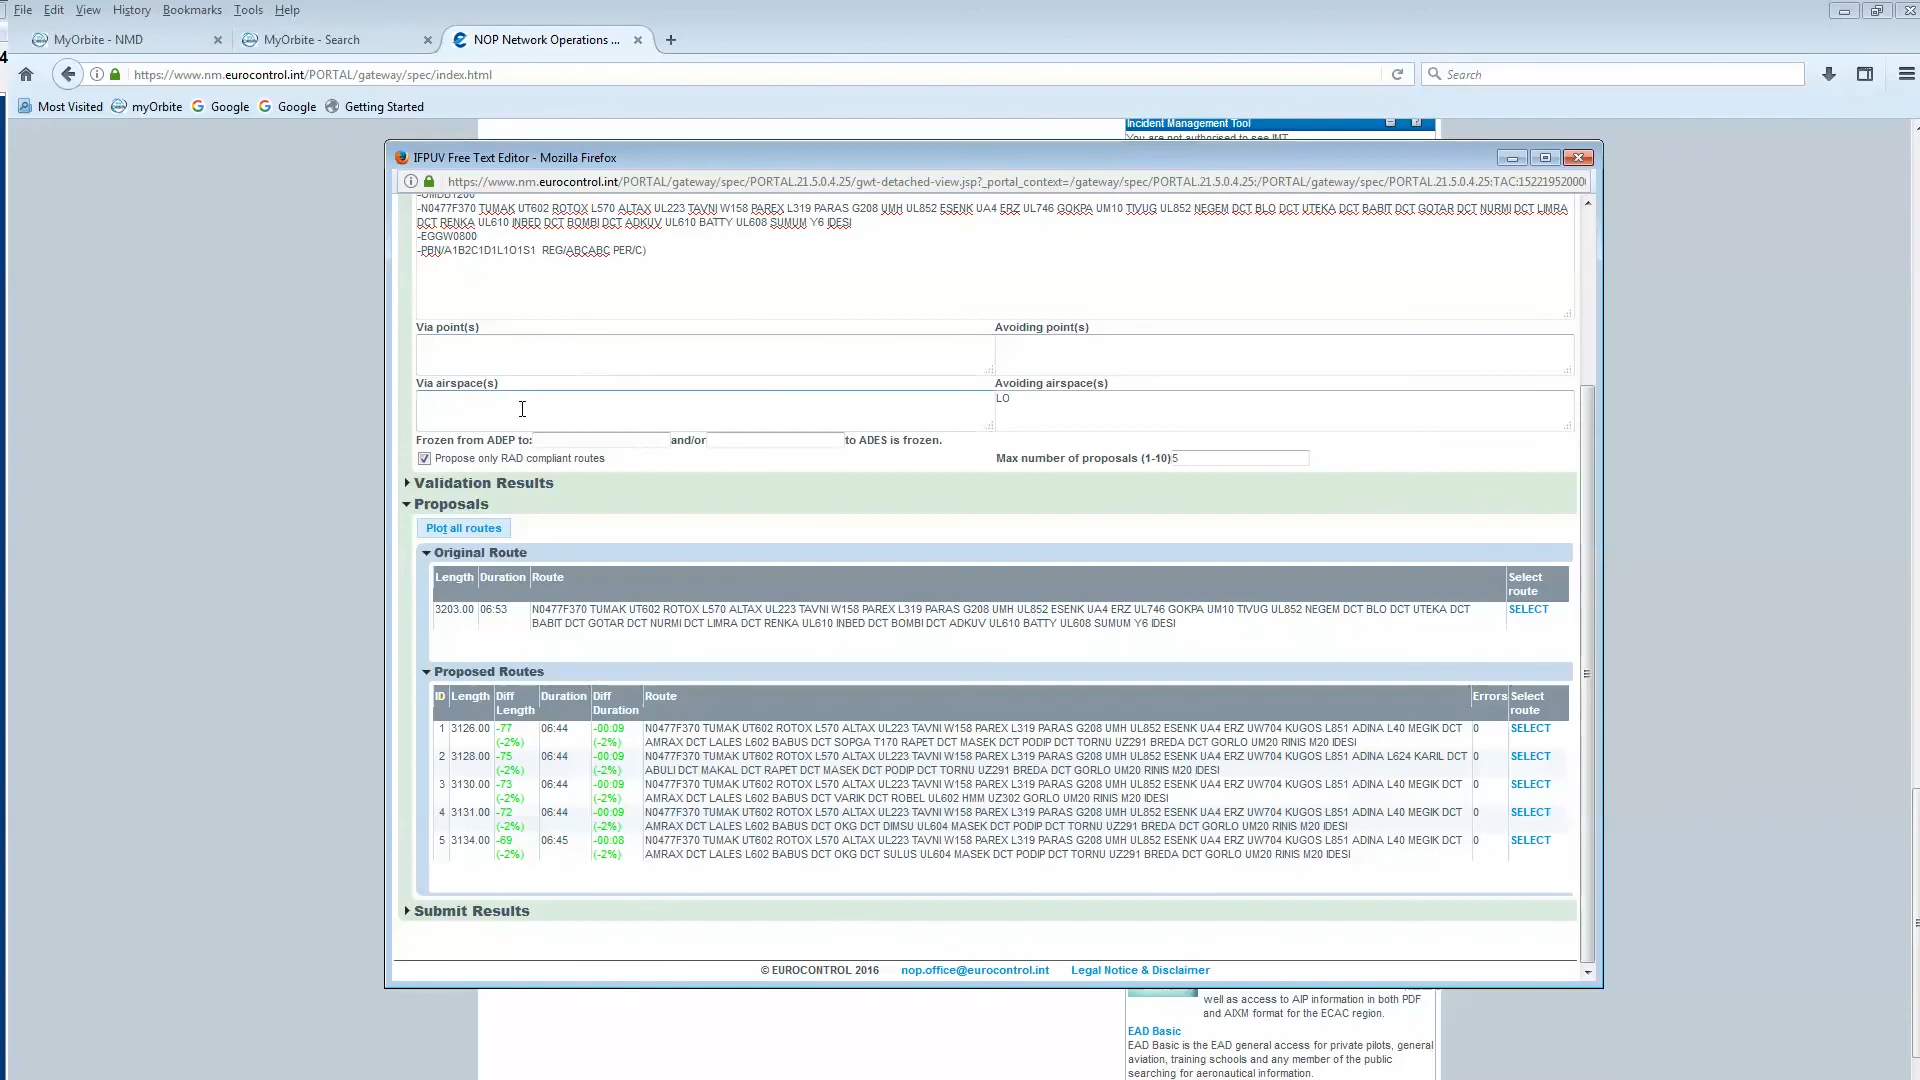 File Edit View History Bookmarks Tools Help
MyOrbite - NMD
MyOrbite - Search
NOP Network Operations ...
4
https://www.nm.eurocontrol.int/PORTAL/gateway/spec/index.html
Search
Most Visited myOrbite Google Google Getting Started
Incident Management Tool
You are not authorised to see IMT
IFPUV Free Text Editor - Mozilla Firefox
https://www.nm.eurocontrol.int/PORTAL/gateway/spec/PORTAL.21.5.0.4.25/gwt-detached-view.jsp?_portal_context=/gateway/spec/PORTAL.21.5.0.4.25:/PORTAL/gateway/spec/PORTAL.21.5.0.4.25:TAC:1522195200
-OMDB1200
-N0477F370 TUMAK UT602 ROTOX L570 ALTAX UL223 TAVNI W158 PAREX L319 PARAS G208 UMH UL852 ESENK UA4 ERZ UL746 GOKPA UM10 TIVUG UL852 NEGEM DCT BLO DCT UTEKA DCT BABIT DCT GOTAR DCT NURMI DCT LIMRA
DCT RENKA UL610 INBED DCT BOMBI DCT ADKUV UL610 BATTY UL608 SUMUM Y6 IDESI
-EGGW0800
-PBN/A1B2C1D1L1O1S1 REG/ABCABC PER/C)
Via point(s)
Avoiding point(s)
Via airspace(s)
Avoiding airspace(s)
LO
Frozen from ADEP to: and/or to ADES is frozen.
Propose only RAD compliant routes
Max number of proposals (1-10) 5
Validation Results
Proposals
Plot all routes
Original Route
Length Duration Route Select route
3203.00 06:53 N0477F370 TUMAK UT602 ROTOX L570 ALTAX UL223 TAVNI W158 PAREX L319 PARAS G208 UMH UL852 ESENK UA4 ERZ UL746 GOKPA UM10 TIVUG UL852 NEGEM DCT BLO DCT UTEKA DCT SELECT
BABIT DCT GOTAR DCT NURMI DCT LIMRA DCT RENKA UL610 INBED DCT BOMBI DCT ADKUV UL610 BATTY UL608 SUMUM Y6 IDESI
Proposed Routes
ID Length Diff Length Duration Diff Duration Route Errors Select route
1 3126.00 -77 06:44 -00:09 N0477F370 TUMAK UT602 ROTOX L570 ALTAX UL223 TAVNI W158 PAREX L319 PARAS G208 UMH UL852 ESENK UA4 ERZ UW704 KUGOS L851 ADINA L40 MEGIK DCT 0 SELECT
(-2%) (-2%) AMRAX DCT LALES L602 BABUS DCT SOPGA T170 RAPET DCT MASEK DCT PODIP DCT TORNU UZ291 BREDA DCT GORLO UM20 RINIS M20 IDESI
2 3128.00 -75 06:44 -00:09 N0477F370 TUMAK UT602 ROTOX L570 ALTAX UL223 TAVNI W158 PAREX L319 PARAS G208 UMH UL852 ESENK UA4 ERZ UW704 KUGOS L851 ADINA L624 KARIL DCT 0 SELECT
(-2%) (-2%) ABULI DCT MAKAL DCT RAPET DCT MASEK DCT PODIP DCT TORNU UZ291 BREDA DCT GORLO UM20 RINIS M20 IDESI
3 3130.00 -73 06:44 -00:09 N0477F370 TUMAK UT602 ROTOX L570 ALTAX UL223 TAVNI W158 PAREX L319 PARAS G208 UMH UL852 ESENK UA4 ERZ UW704 KUGOS L851 ADINA L40 MEGIK DCT 0 SELECT
(-2%) (-2%) AMRAX DCT LALES L602 BABUS DCT VARIK DCT ROBEL UL602 HMM UZ302 GORLO UM20 RINIS M20 IDESI
4 3131.00 -72 06:44 -00:09 N0477F370 TUMAK UT602 ROTOX L570 ALTAX UL223 TAVNI W158 PAREX L319 PARAS G208 UMH UL852 ESENK UA4 ERZ UW704 KUGOS L851 ADINA L40 MEGIK DCT 0 SELECT
(-2%) (-2%) AMRAX DCT LALES L602 BABUS DCT OKG DCT DIMSU UL604 MASEK DCT PODIP DCT TORNU UZ291 BREDA DCT GORLO UM20 RINIS M20 IDESI
5 3134.00 -69 06:45 -00:08 N0477F370 TUMAK UT602 ROTOX L570 ALTAX UL223 TAVNI W158 PAREX L319 PARAS G208 UMH UL852 ESENK UA4 ERZ UW704 KUGOS L851 ADINA L40 MEGIK DCT 0 SELECT
(-2%) (-2%) AMRAX DCT LALES L602 BABUS DCT OKG DCT SULUS UL604 MASEK DCT PODIP DCT TORNU UZ291 BREDA DCT GORLO UM20 RINIS M20 IDESI
Submit Results
© EUROCONTROL 2016 nop.office@eurocontrol.int Legal Notice & Disclaimer
well as access to AIP information in both PDF
and AIXM format for the ECAC region.
EAD Basic
EAD Basic is the EAD general access for private pilots, general
aviation, training schools and any member of the public
searching for aeronautical information.